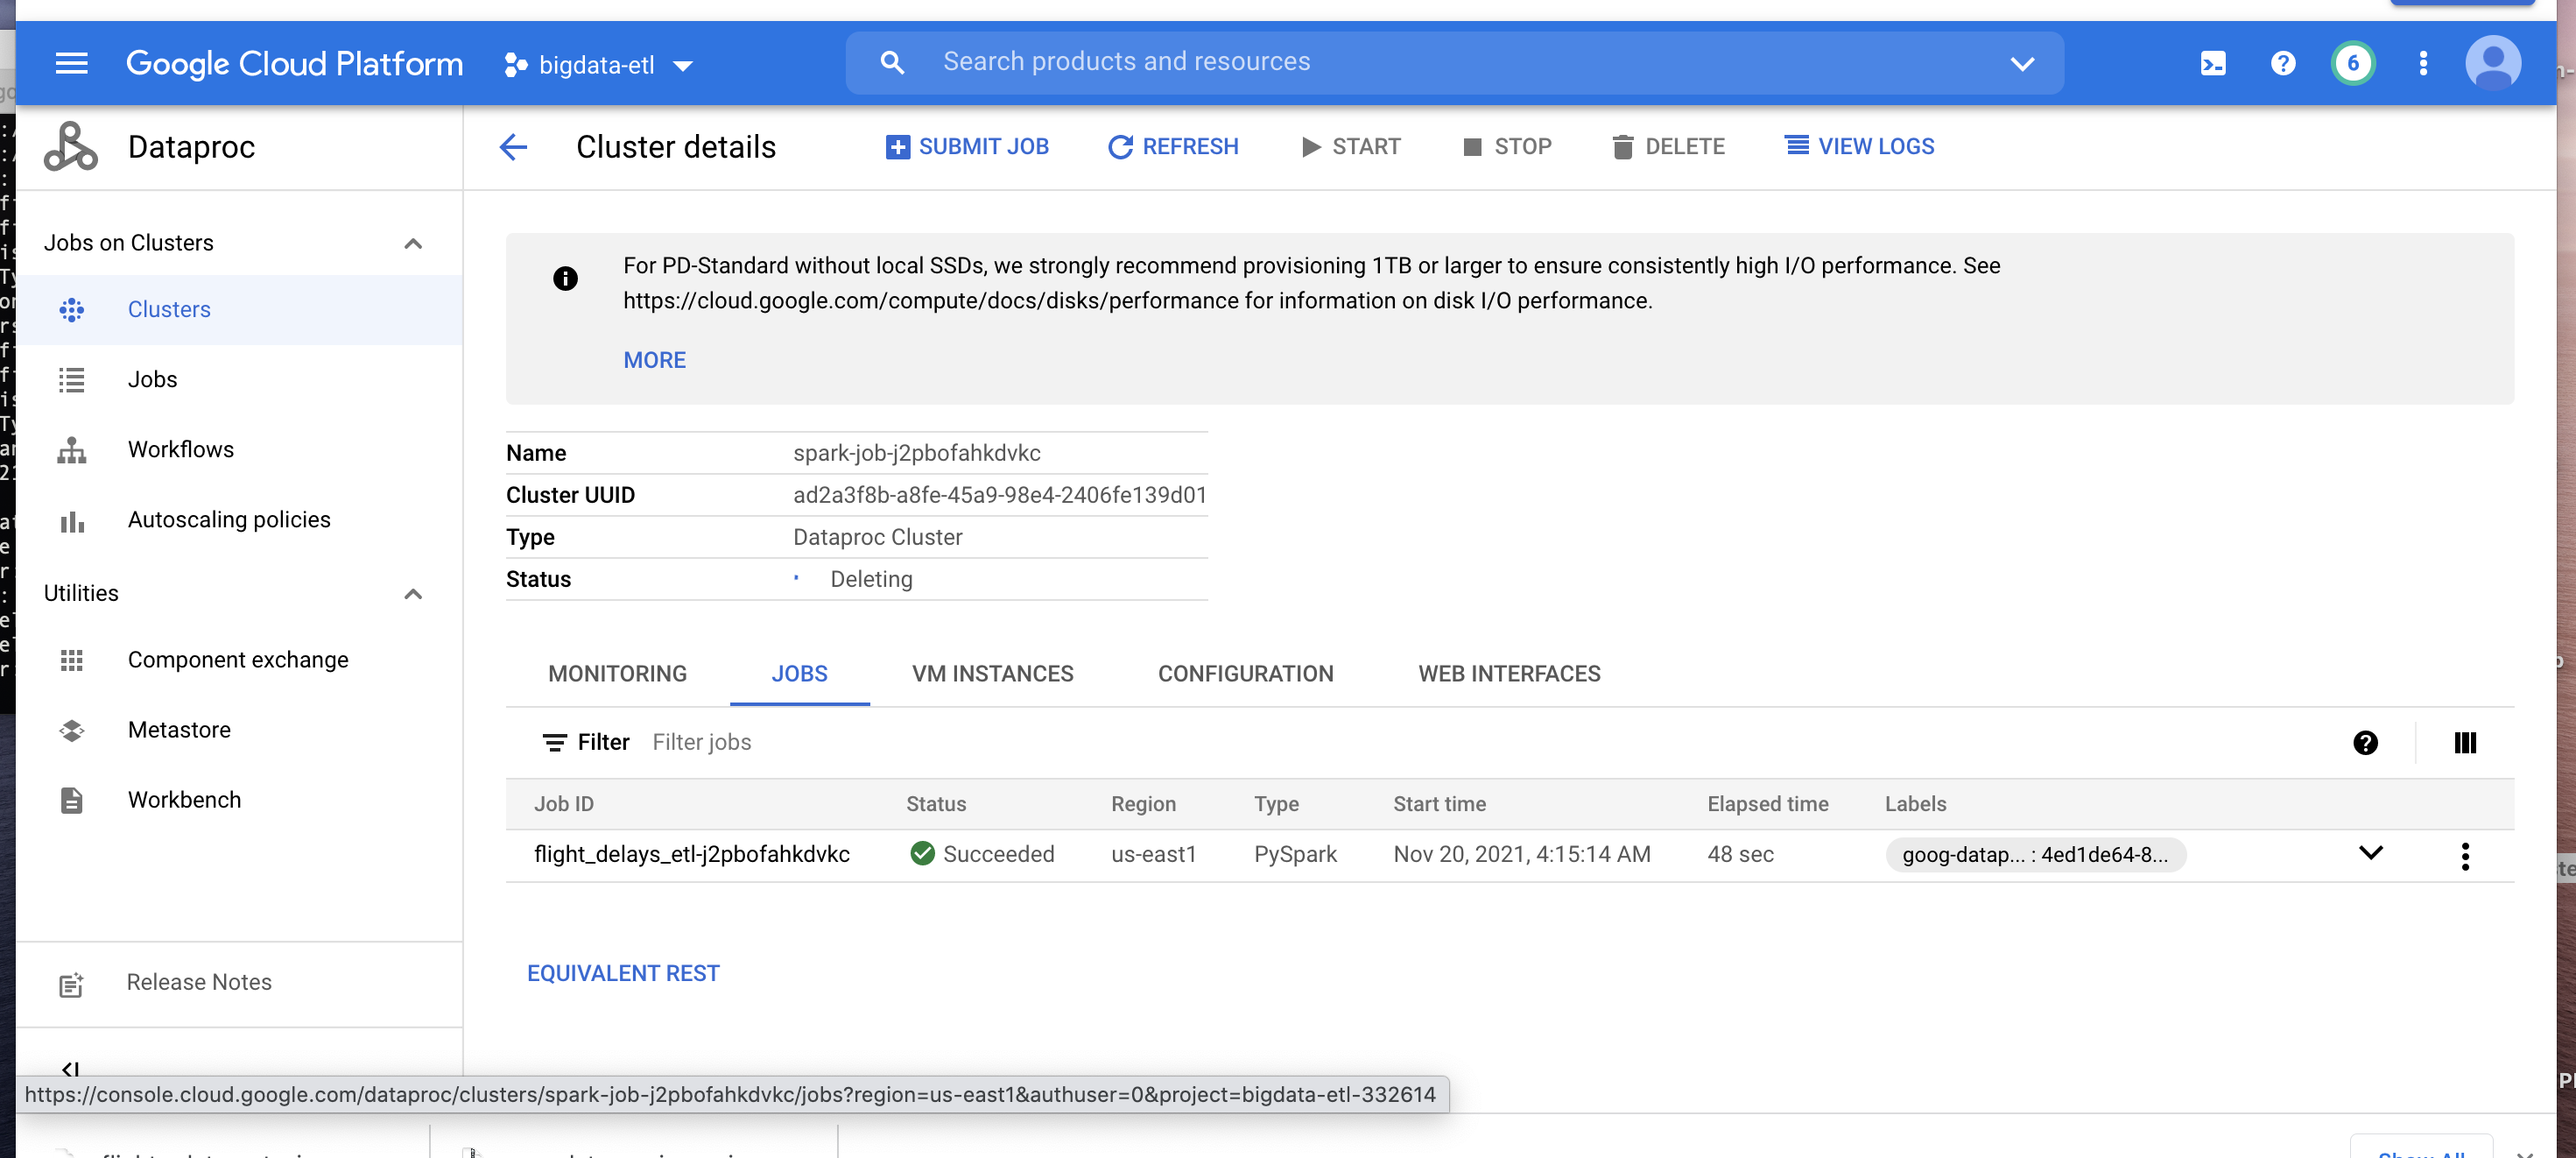 Google Cloud Platform
bigdata-etl
Search products and resources
6
Dataproc
Cluster details
SUBMIT JOB
REFRESH
START
STOP
DELETE
VIEW LOGS
Jobs on Clusters
Clusters
Jobs
Workflows
Autoscaling policies
Utilities
Component exchange
Metastore
Workbench
Release Notes
For PD-Standard without local SSDs, we strongly recommend provisioning 1TB or larger to ensure consistently high I/O performance. See
https://cloud.google.com/compute/docs/disks/performance for information on disk I/O performance.
MORE
Name spark-job-j2pbofahkdvkc
Cluster UUID ad2a3f8b-a8fe-45a9-98e4-2406fe139d01
Type Dataproc Cluster
Status Deleting
MONITORING
JOBS
VM INSTANCES
CONFIGURATION
WEB INTERFACES
Filter Filter jobs
Job ID Status Region Type Start time Elapsed time Labels
flight_delays_etl-j2pbofahkdvkc Succeeded us-east1 PySpark Nov 20, 2021, 4:15:14 AM 48 sec goog-datap... : 4ed1de64-8...
EQUIVALENT REST
https://console.cloud.google.com/dataproc/clusters/spark-job-j2pbofahkdvkc/jobs?region=us-east1&authuser=0&project=bigdata-etl-332614
Show All